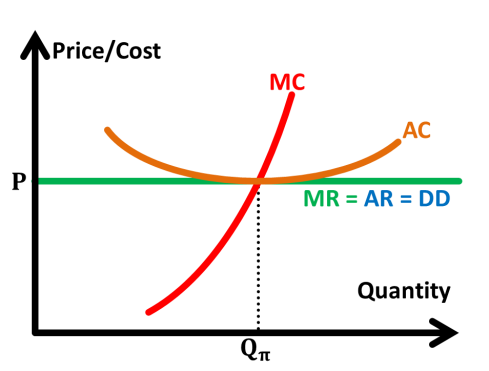 Price/Cost
MC
AC
P
MR = AR = DD
Quantity
Qπ